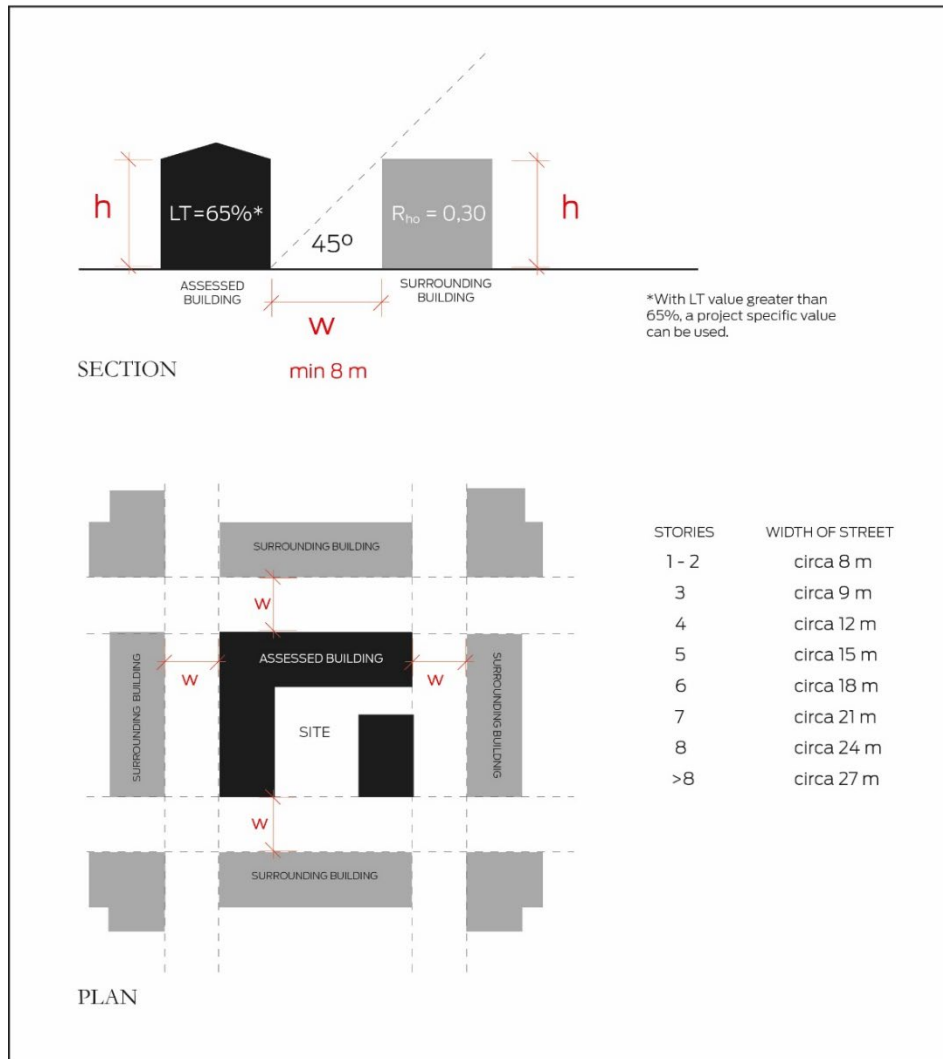 h
LT=65%*
45º
Rho = 0,30
h
ASSESSED
BUILDING
SURROUNDING
BUILDING
w
min 8 m
*With LT value greater than
65%, a project specific value
can be used.
SECTION
SURROUNDING BUILDING
w
SURROUNDING BUILDING
w
ASSESSED BUILDING
w
SURROUNDING BUILDNIG
SITE
w
SURROUNDING BUILDING
STORIES WIDTH OF STREET
1 - 2 circa 8 m
3 circa 9 m
4 circa 12 m
5 circa 15 m
6 circa 18 m
7 circa 21 m
8 circa 24 m
>8 circa 27 m
PLAN